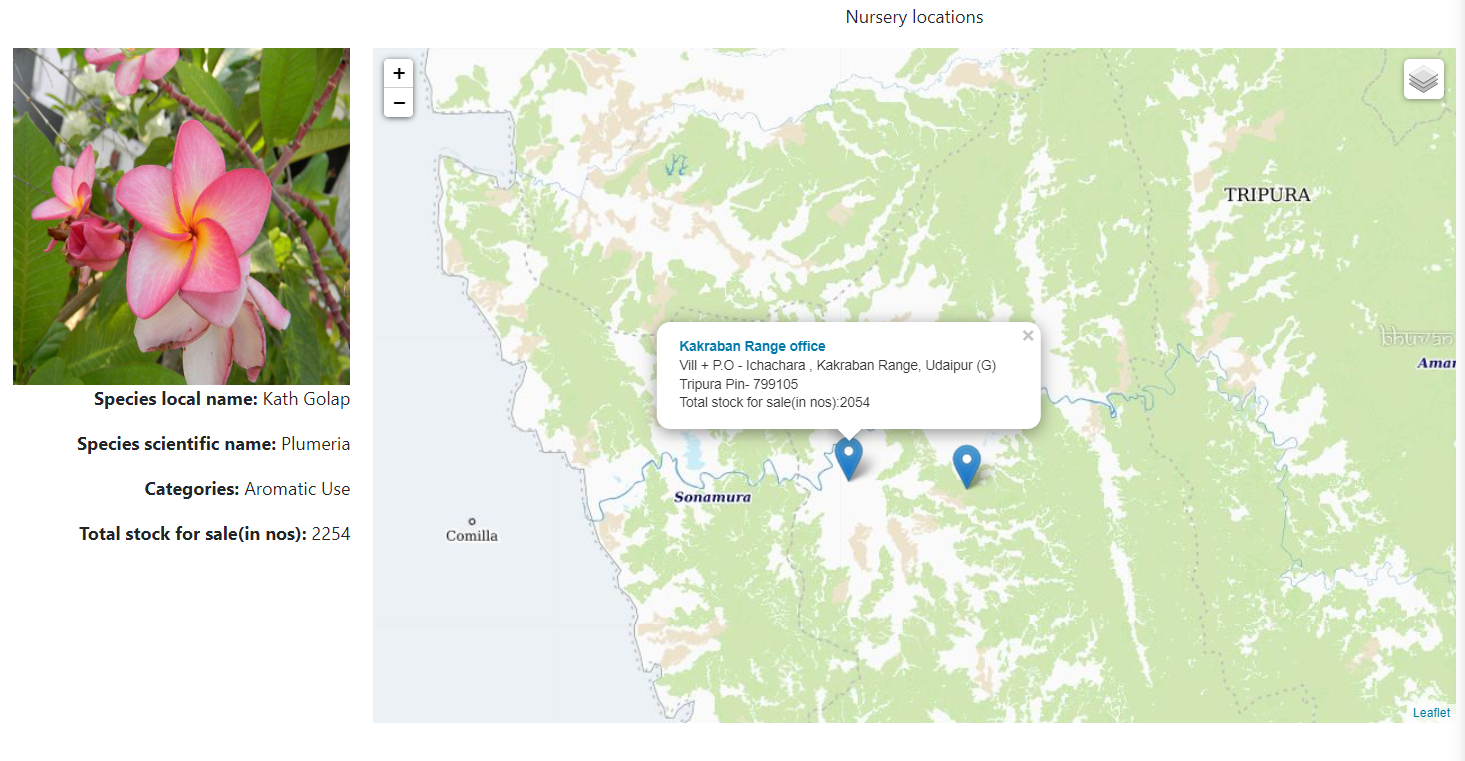 Nursery locations
Species local name: Kath Golap
Species scientific name: Plumeria
Categories: Aromatic Use
Total stock for sale(in nos): 2254
+
−
TRIPURA
bhuvan
Amar
×
Kakraban Range office
Vill + P.O - Ichachara , Kakraban Range, Udaipur (G)
Tripura Pin- 799105
Total stock for sale(in nos):2054
Sonamura
Comilla
Leaflet